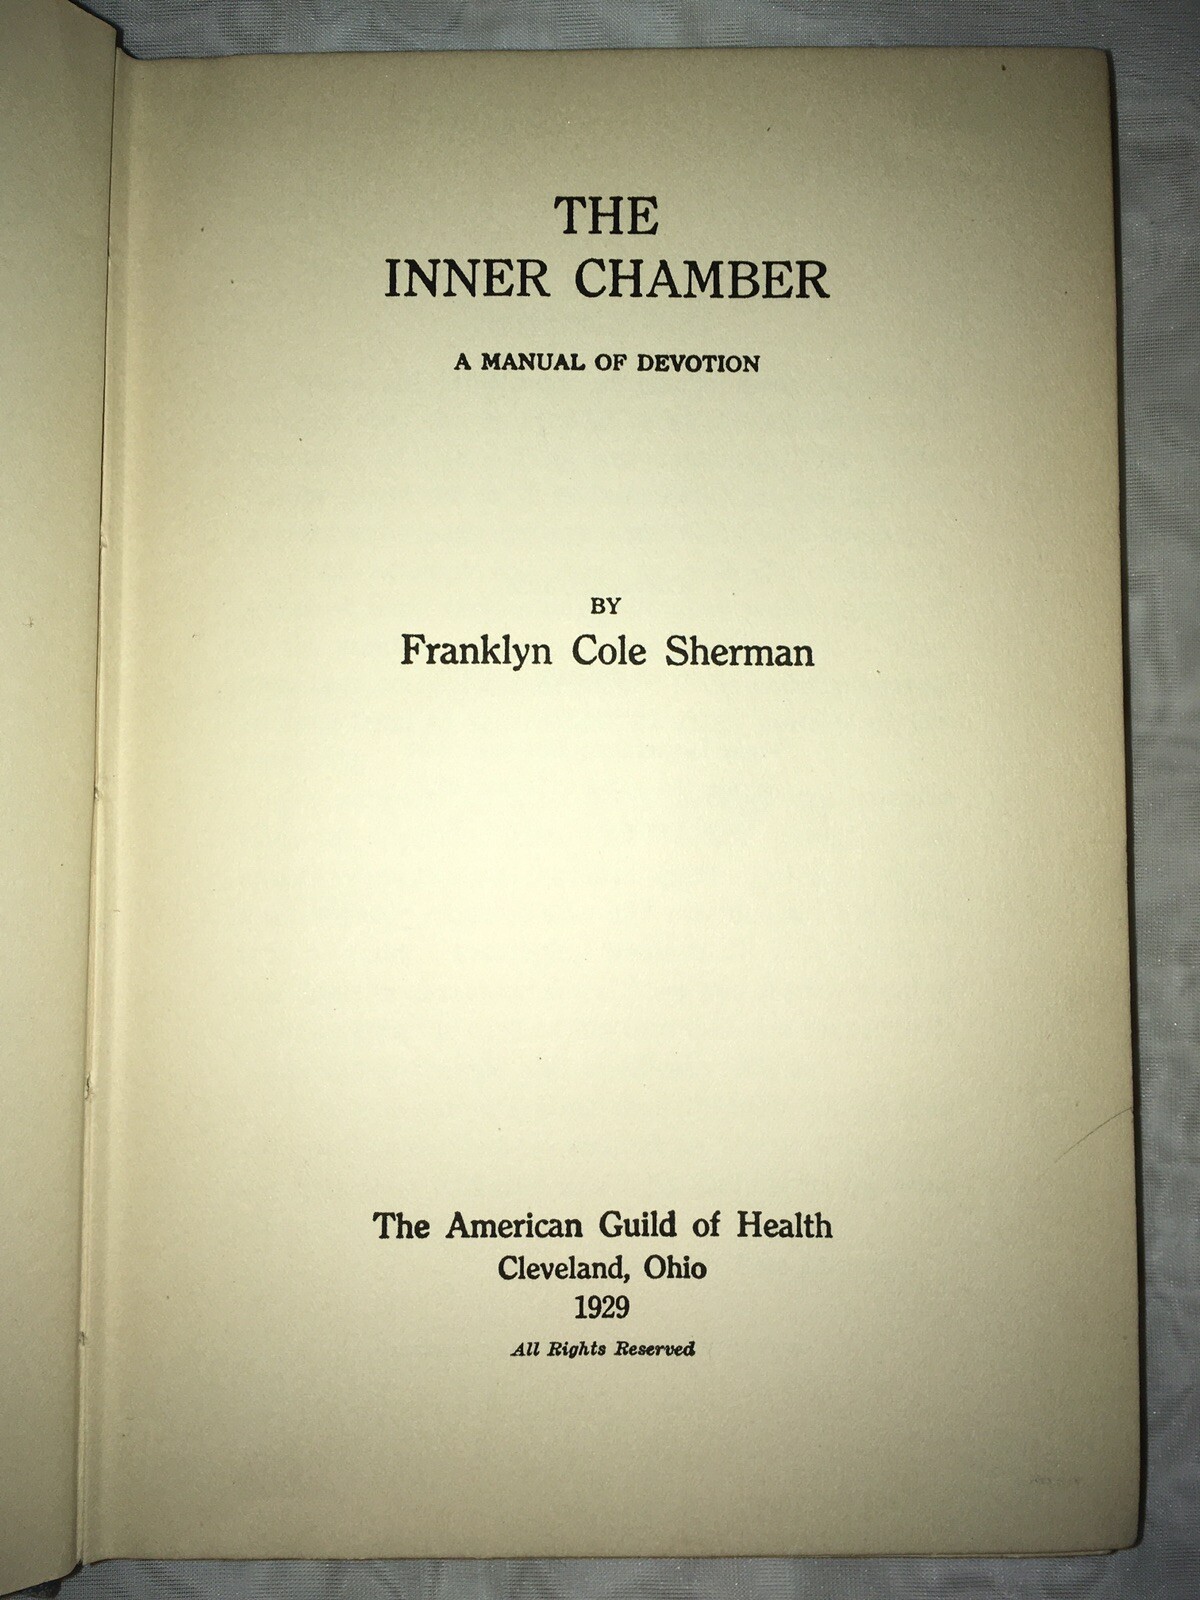 THE
INNER CHAMBER
A MANUAL OF DEVOTION
BY
Franklyn Cole Sherman
The American Guild of Health
Cleveland, Ohio
1929
All Rights Reserved